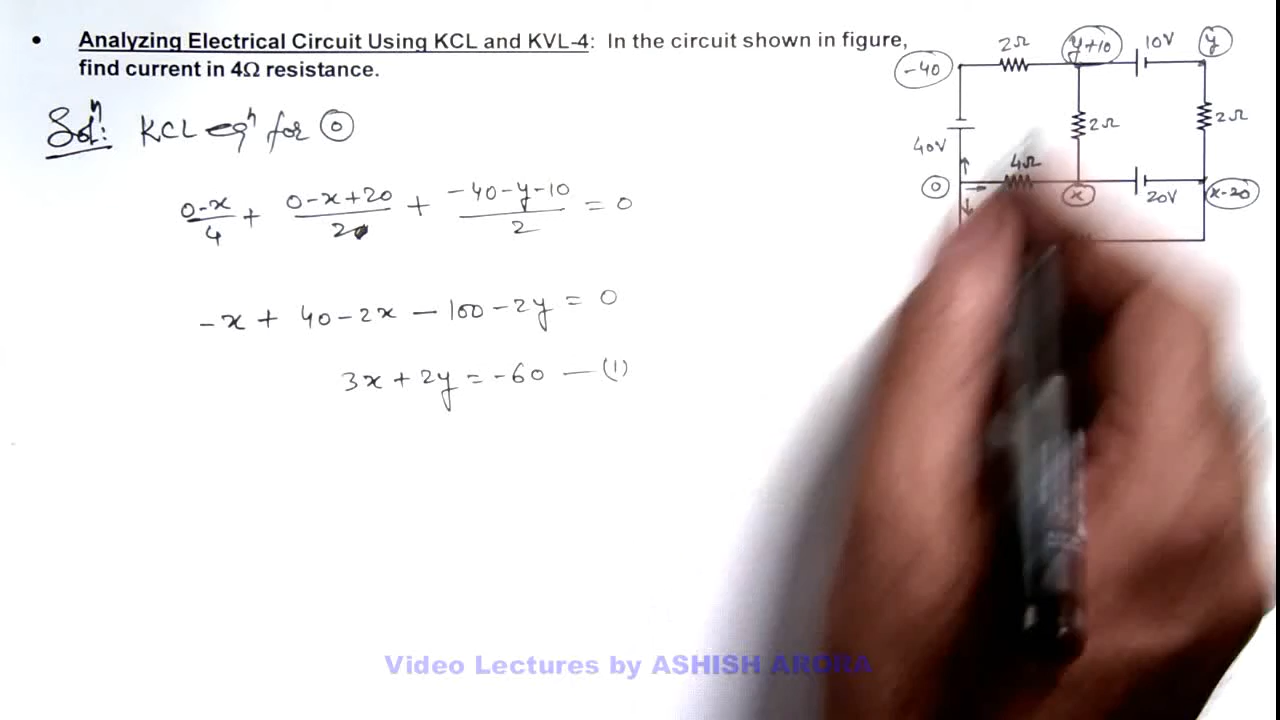 • Analyzing Electrical Circuit Using KCL and KVL-4: In the circuit shown in figure,
find current in 4Ω resistance.
Solⁿ: KCL eqⁿ for 0
(0-x)/4 + (0-x+20)/2 + (-40-y-10)/2 = 0
-x + 40-2x - 100-2y = 0
3x + 2y = -60 — (1)
-40
2Ω
y+10
10V
y
40V
2Ω
2Ω
0
4Ω
x
20V
x-20
Video Lectures by ASHISH ARORA